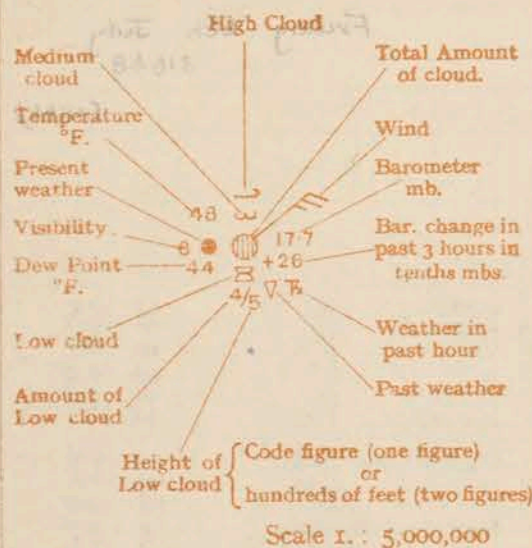 High Cloud
Medium
cloud
Total Amount
of cloud.
Temperature
°F.
Wind
Present
weather
Barometer
mb.
48
Visibility
8
17.7
Bar. change in
past 3 hours in
tenths mbs.
Dew Point
°F.
44
+26
4/5
Low cloud
Weather in
past hour
Amount of
Low cloud
Past weather
Height of
Low cloud
Code figure (one figure)
or
hundreds of feet (two figures)
Scale 1. : 5,000,000